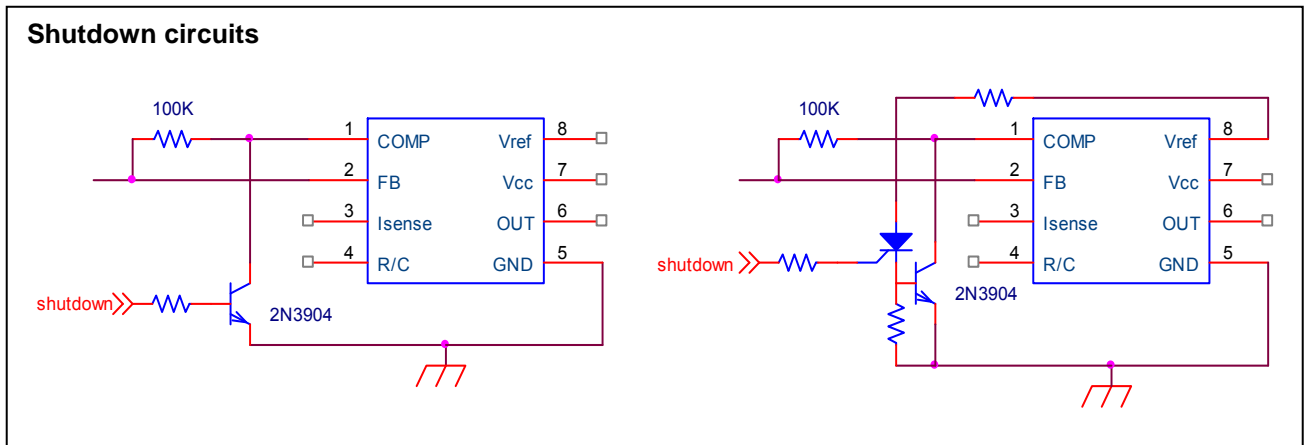 Shutdown circuits
100K
1 COMP Vref 8
2 FB Vcc 7
3 Isense OUT 6
4 R/C GND 5
shutdown
2N3904
100K
1 COMP Vref 8
2 FB Vcc 7
3 Isense OUT 6
4 R/C GND 5
shutdown
2N3904